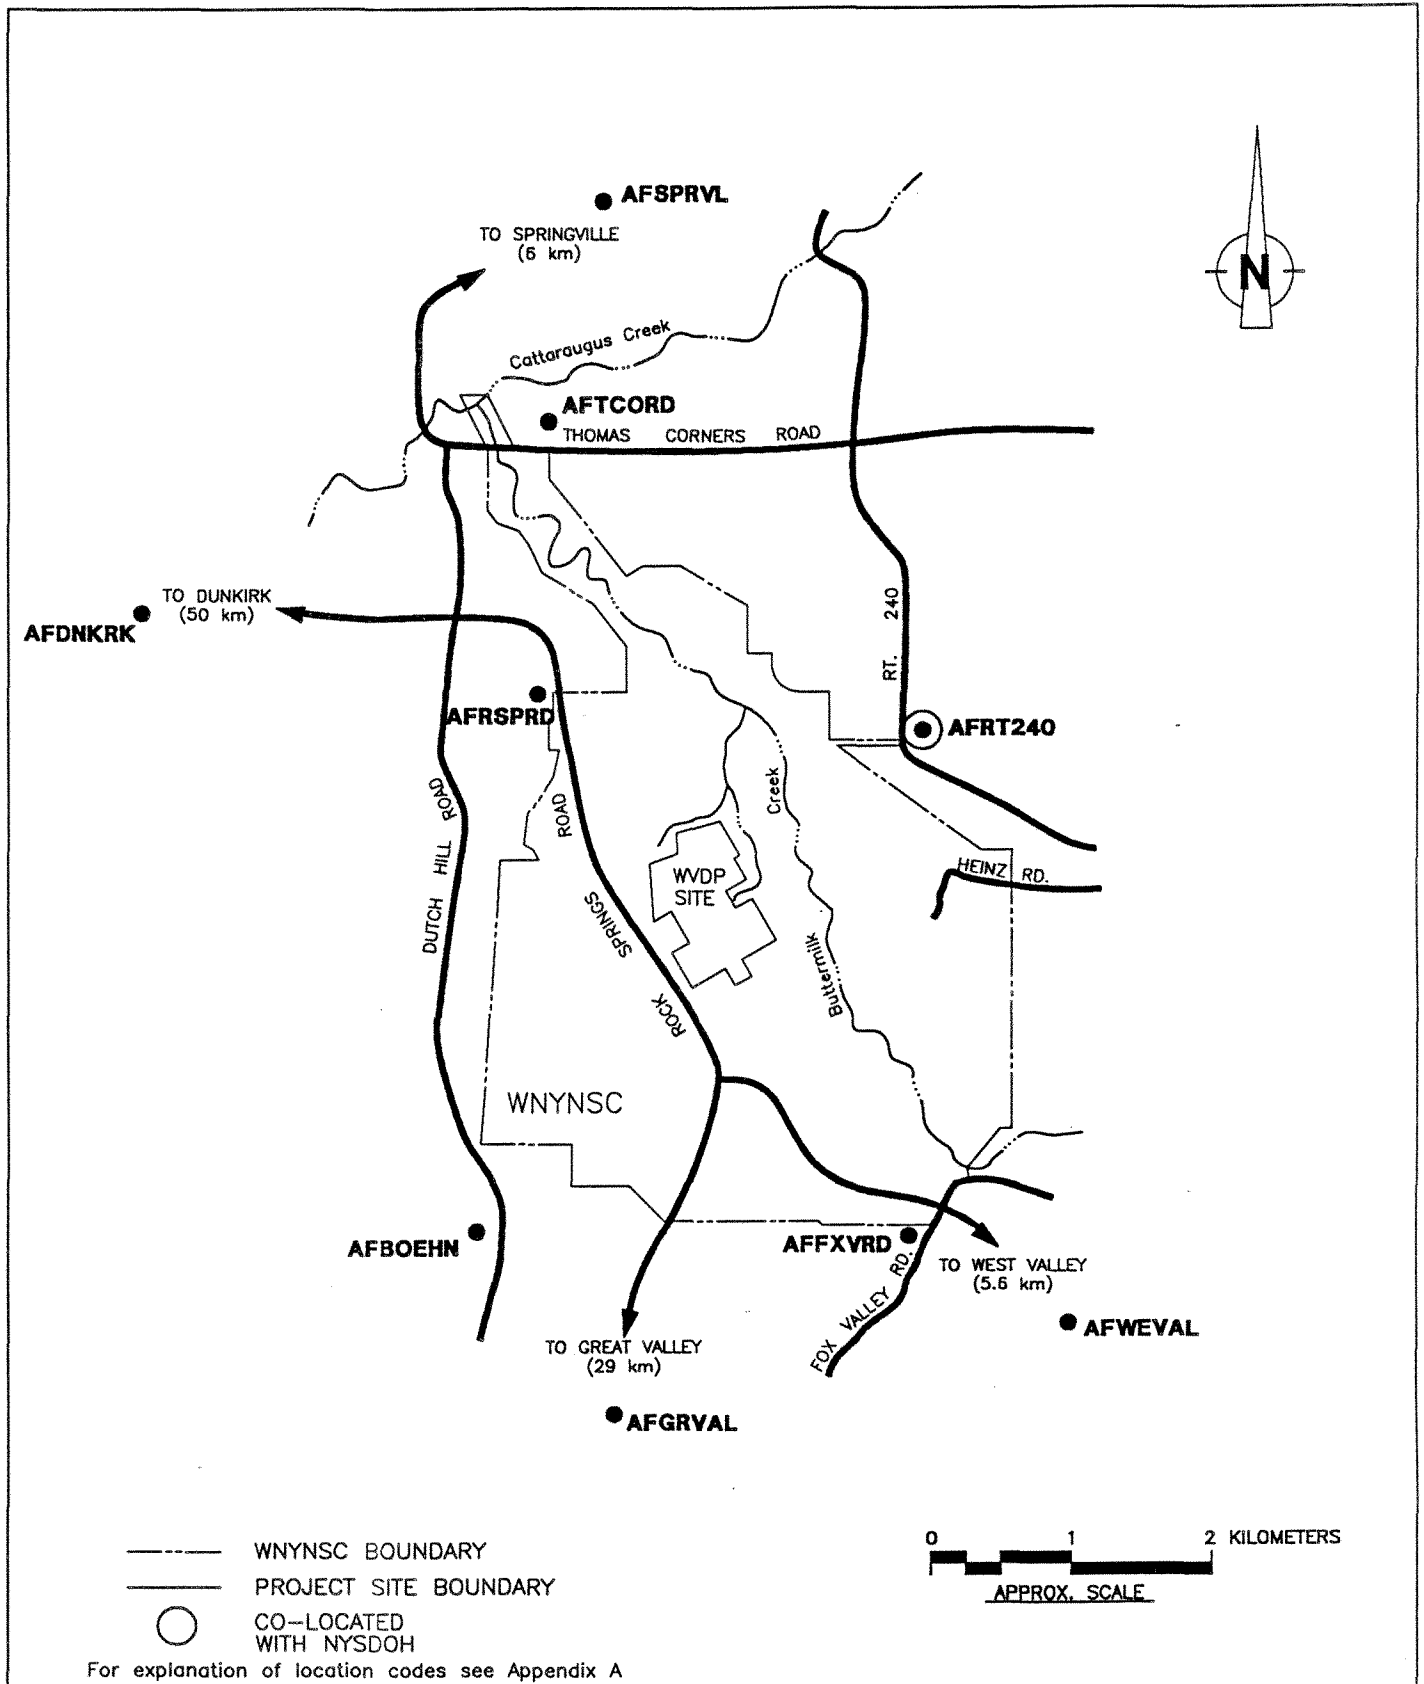 AFSPRVL
TO SPRINGVILLE
(6 km)
N
Cattaraugus Creek
AFTCORD
THOMAS CORNERS ROAD
TO DUNKIRK
(50 km)
AFDNKRK
RT. 240
AFRSPRD
AFRT240
DUTCH HILL ROAD
ROCK SPRINGS ROAD
Buttermilk Creek
WVDP
SITE
HEINZ RD.
WNYNSC
AFBOEHN
AFFXVRD
FOX VALLEY RD.
TO WEST VALLEY
(5.6 km)
AFWEVAL
TO GREAT VALLEY
(29 km)
AFGRVAL
0 1 2 KILOMETERS
APPROX. SCALE
WNYNSC BOUNDARY
PROJECT SITE BOUNDARY
CO-LOCATED
WITH NYSDOH
For explanation of location codes see Appendix A